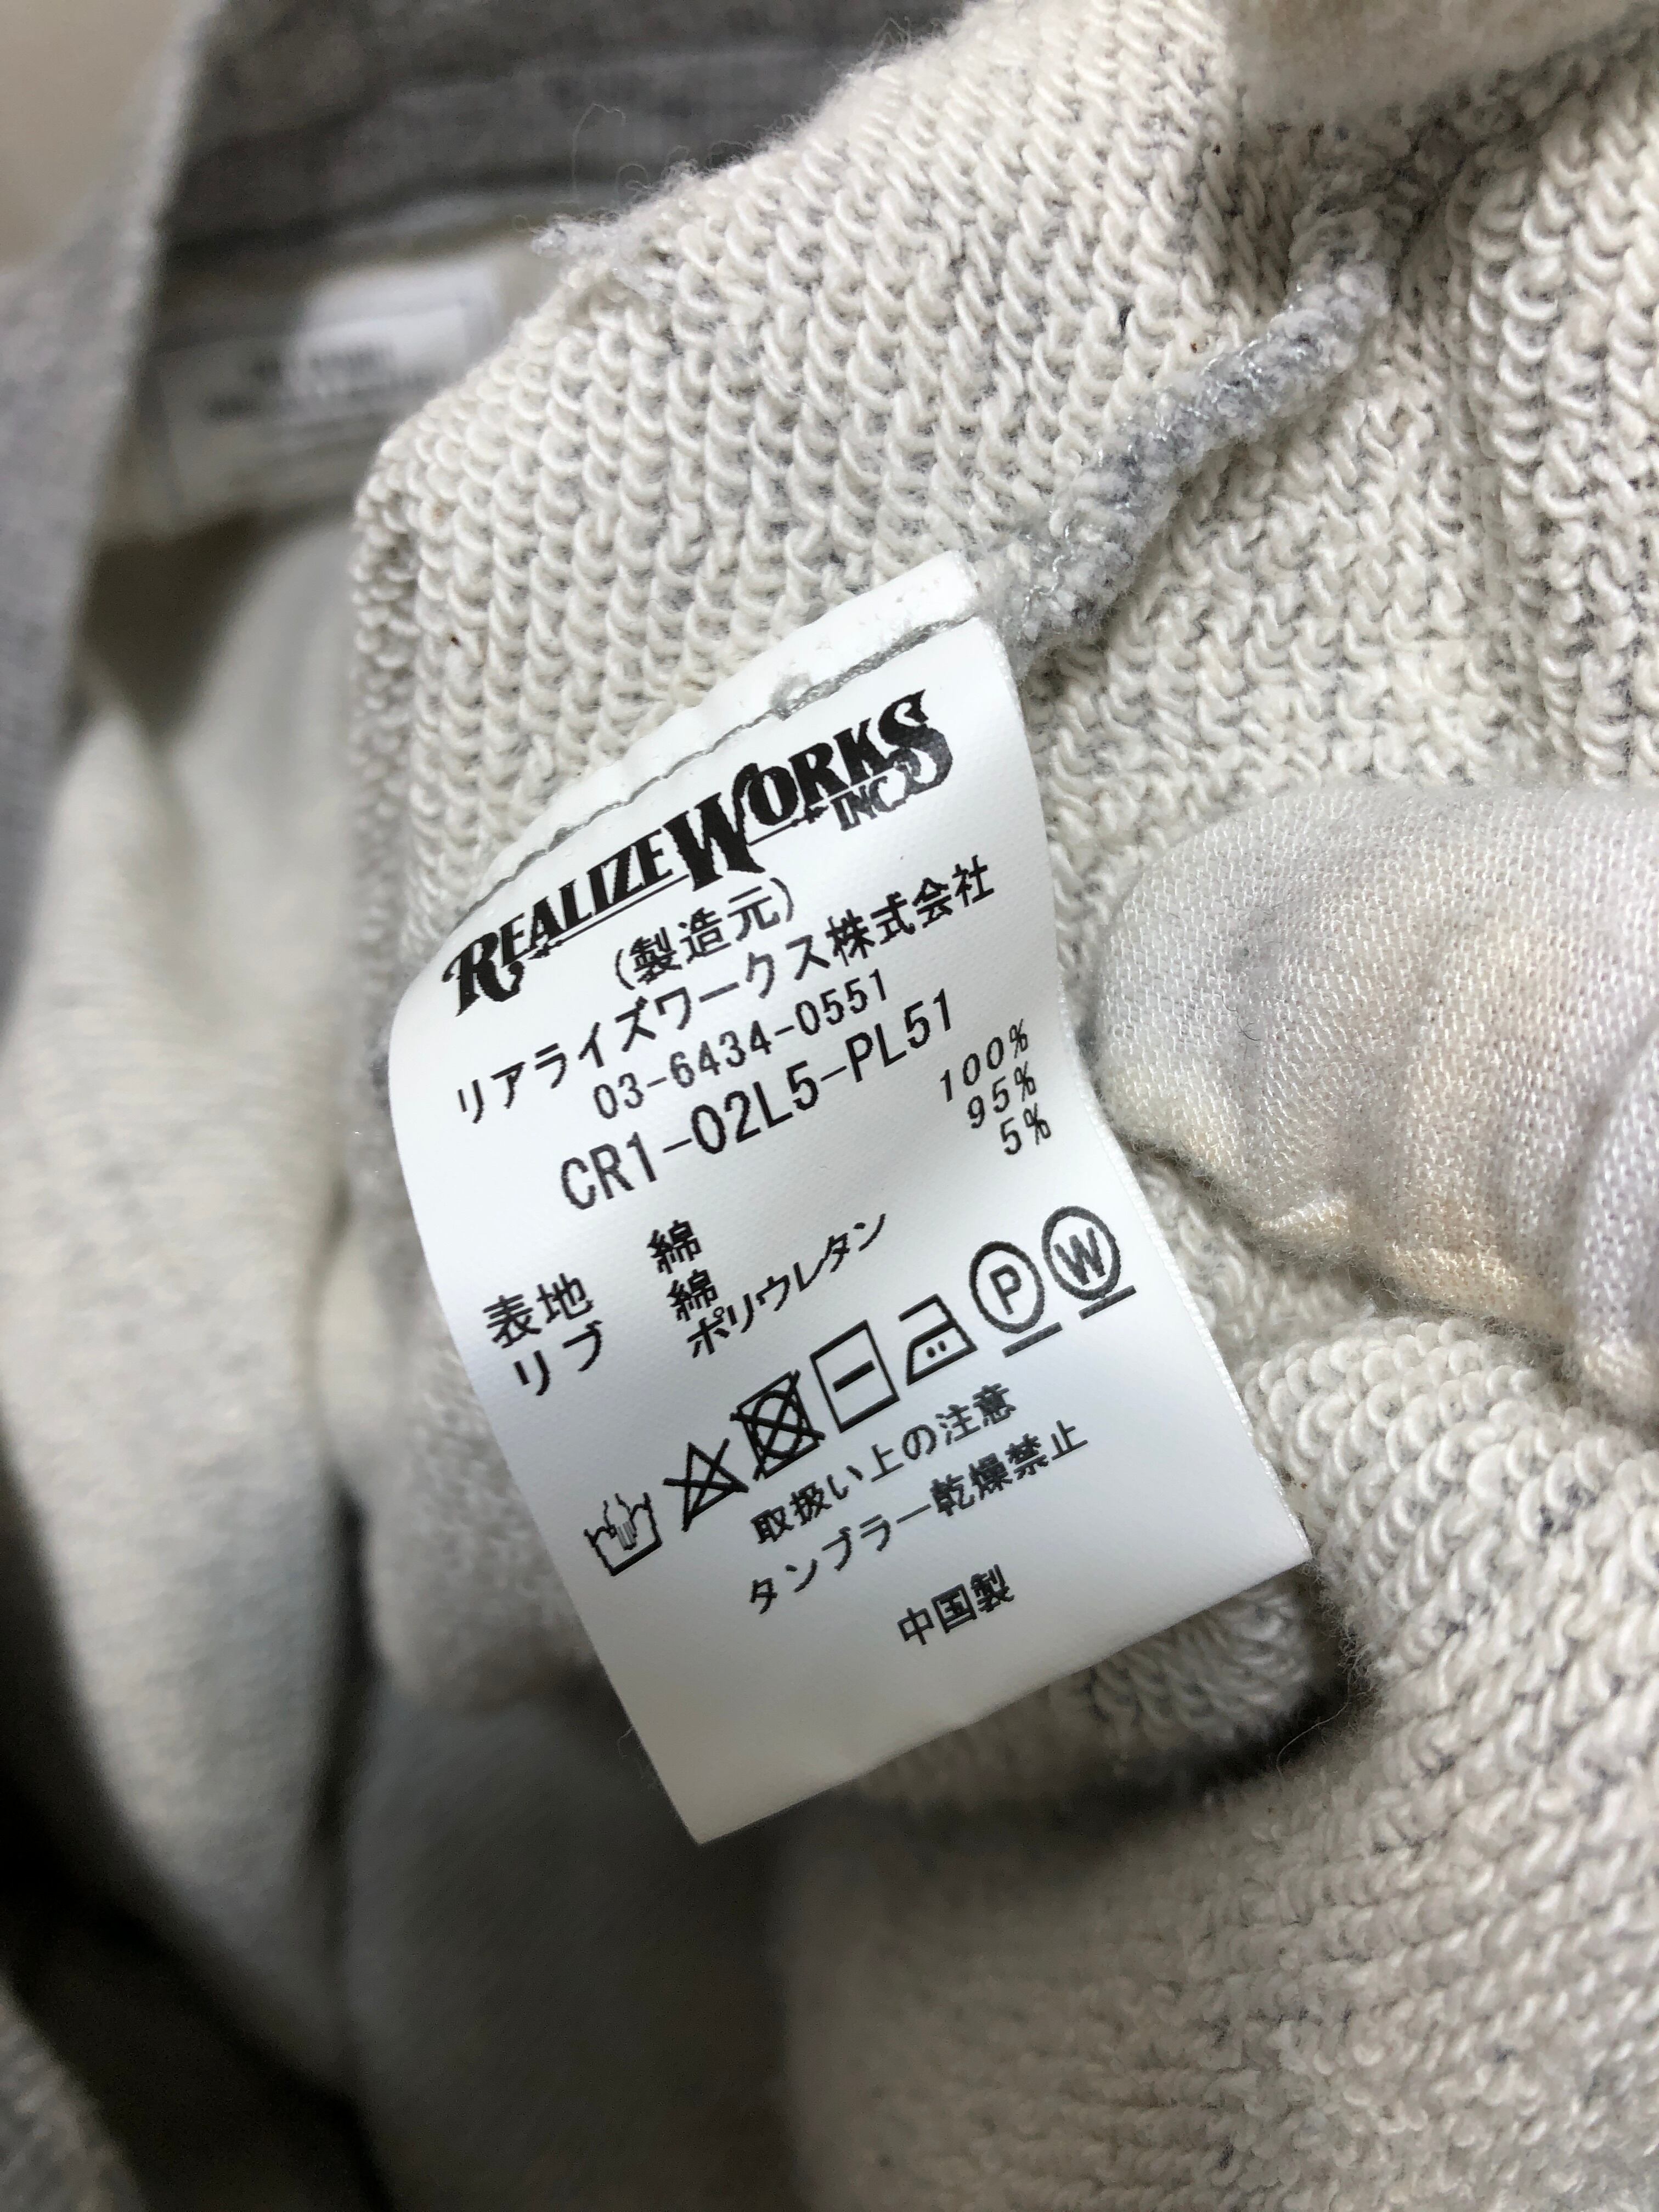 REALIZE WORKS INC.
(製造元)
リアライズワークス株式会社
03-6434-0551
CR1-02L5-PL51
表地 綿 100%
リブ 綿 95%
ポリウレタン 5%
P W
取扱い上の注意
タンブラー乾燥禁止
中国製